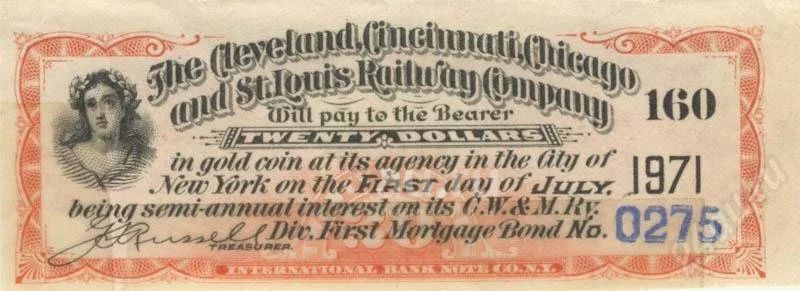 The Cleveland, Cincinnati, Chicago
and St. Louis Railway Company
Will pay to the Bearer
160
TWENTY DOLLARS
in gold coin at its agency in the City of
New York on the FIRST day of JULY, 1971
being semi-annual interest on its C.W. & M. Ry.
Div. First Mortgage Bond No. 0275
TREASURER.
INTERNATIONAL BANK NOTE CO. N.Y.